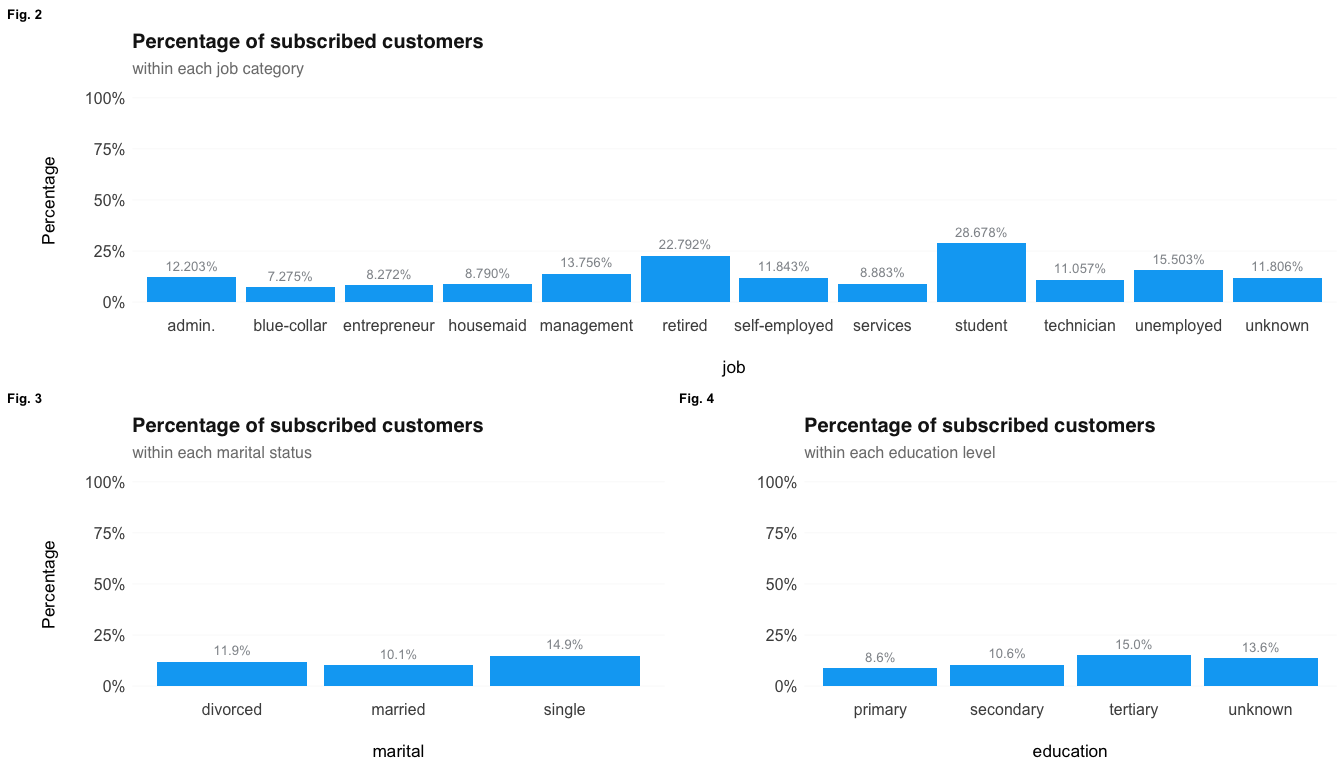 Fig. 2
Percentage of subscribed customers
within each job category
Percentage
100%
75%
50%
25%
0%
12.203%
7.275%
8.272%
8.790%
13.756%
22.792%
11.843%
8.883%
28.678%
11.057%
15.503%
11.806%
admin.
blue-collar
entrepreneur
housemaid
management
retired
self-employed
services
student
technician
unemployed
unknown
job
Fig. 3
Percentage of subscribed customers
within each marital status
Percentage
100%
75%
50%
25%
0%
11.9%
10.1%
14.9%
divorced
married
single
marital
Fig. 4
Percentage of subscribed customers
within each education level
100%
75%
50%
25%
0%
8.6%
10.6%
15.0%
13.6%
primary
secondary
tertiary
unknown
education